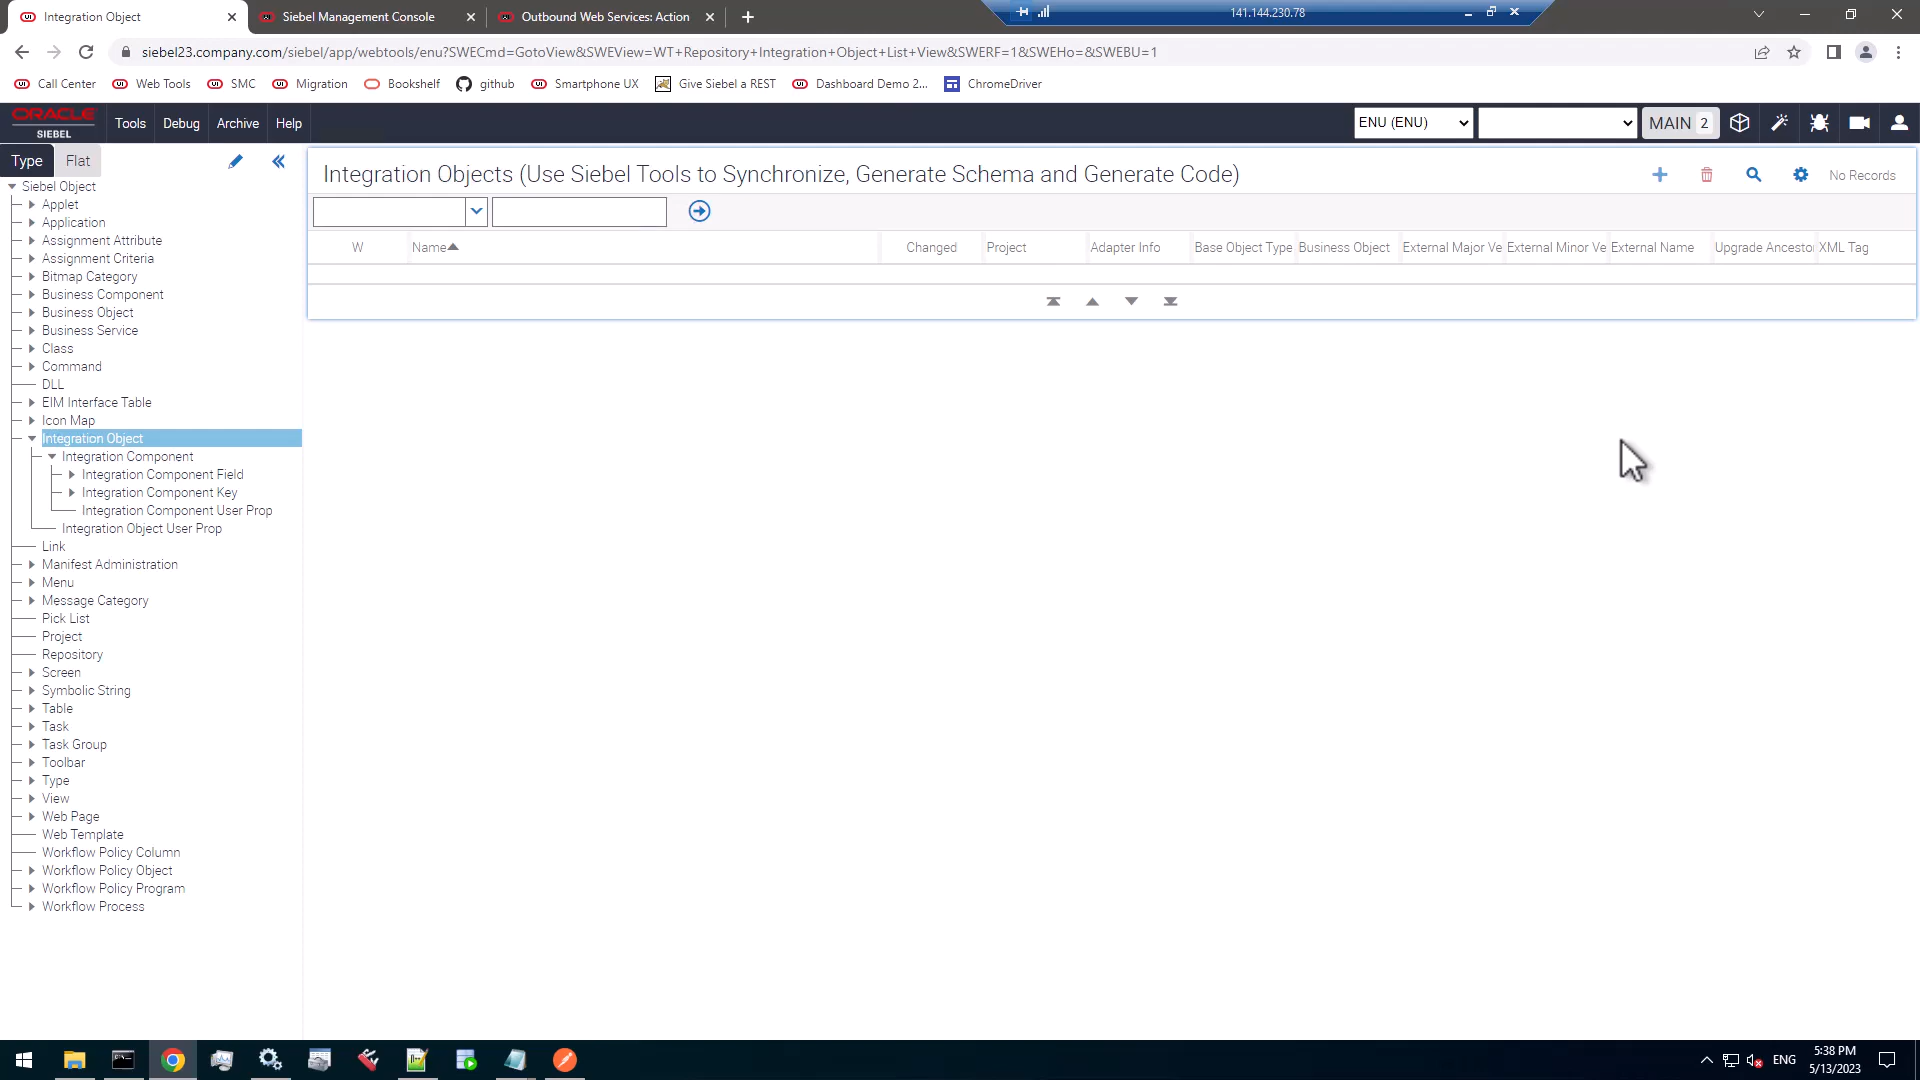 Integration Object
Siebel Management Console
Outbound Web Services: Action
141.144.230.78
siebel23.company.com/siebel/app/webtools/enu?SWECmd=GotoView&SWEView=WT+Repository+Integration+Object+List+View&SWERF=1&SWEHo=&SWEBU=1
Call Center
Web Tools
SMC
Migration
Bookshelf
github
Smartphone UX
Give Siebel a REST
Dashboard Demo 2...
ChromeDriver
ORACLE
SIEBEL
Tools
Debug
Archive
Help
ENU (ENU)
MAIN 2
Type
Flat
Integration Objects (Use Siebel Tools to Synchronize, Generate Schema and Generate Code)
No Records
W
Name
Changed
Project
Adapter Info
Base Object Type
Business Object
External Major Ve
External Minor Ve
External Name
Upgrade Ancestor
XML Tag
Siebel Object
Applet
Application
Assignment Attribute
Assignment Criteria
Bitmap Category
Business Component
Business Object
Business Service
Class
Command
DLL
EIM Interface Table
Icon Map
Integration Object
Integration Component
Integration Component Field
Integration Component Key
Integration Component User Prop
Integration Object User Prop
Link
Manifest Administration
Menu
Message Category
Pick List
Project
Repository
Screen
Symbolic String
Table
Task
Task Group
Toolbar
Type
View
Web Page
Web Template
Workflow Policy Column
Workflow Policy Object
Workflow Policy Program
Workflow Process
ENG
5:38 PM
5/13/2023